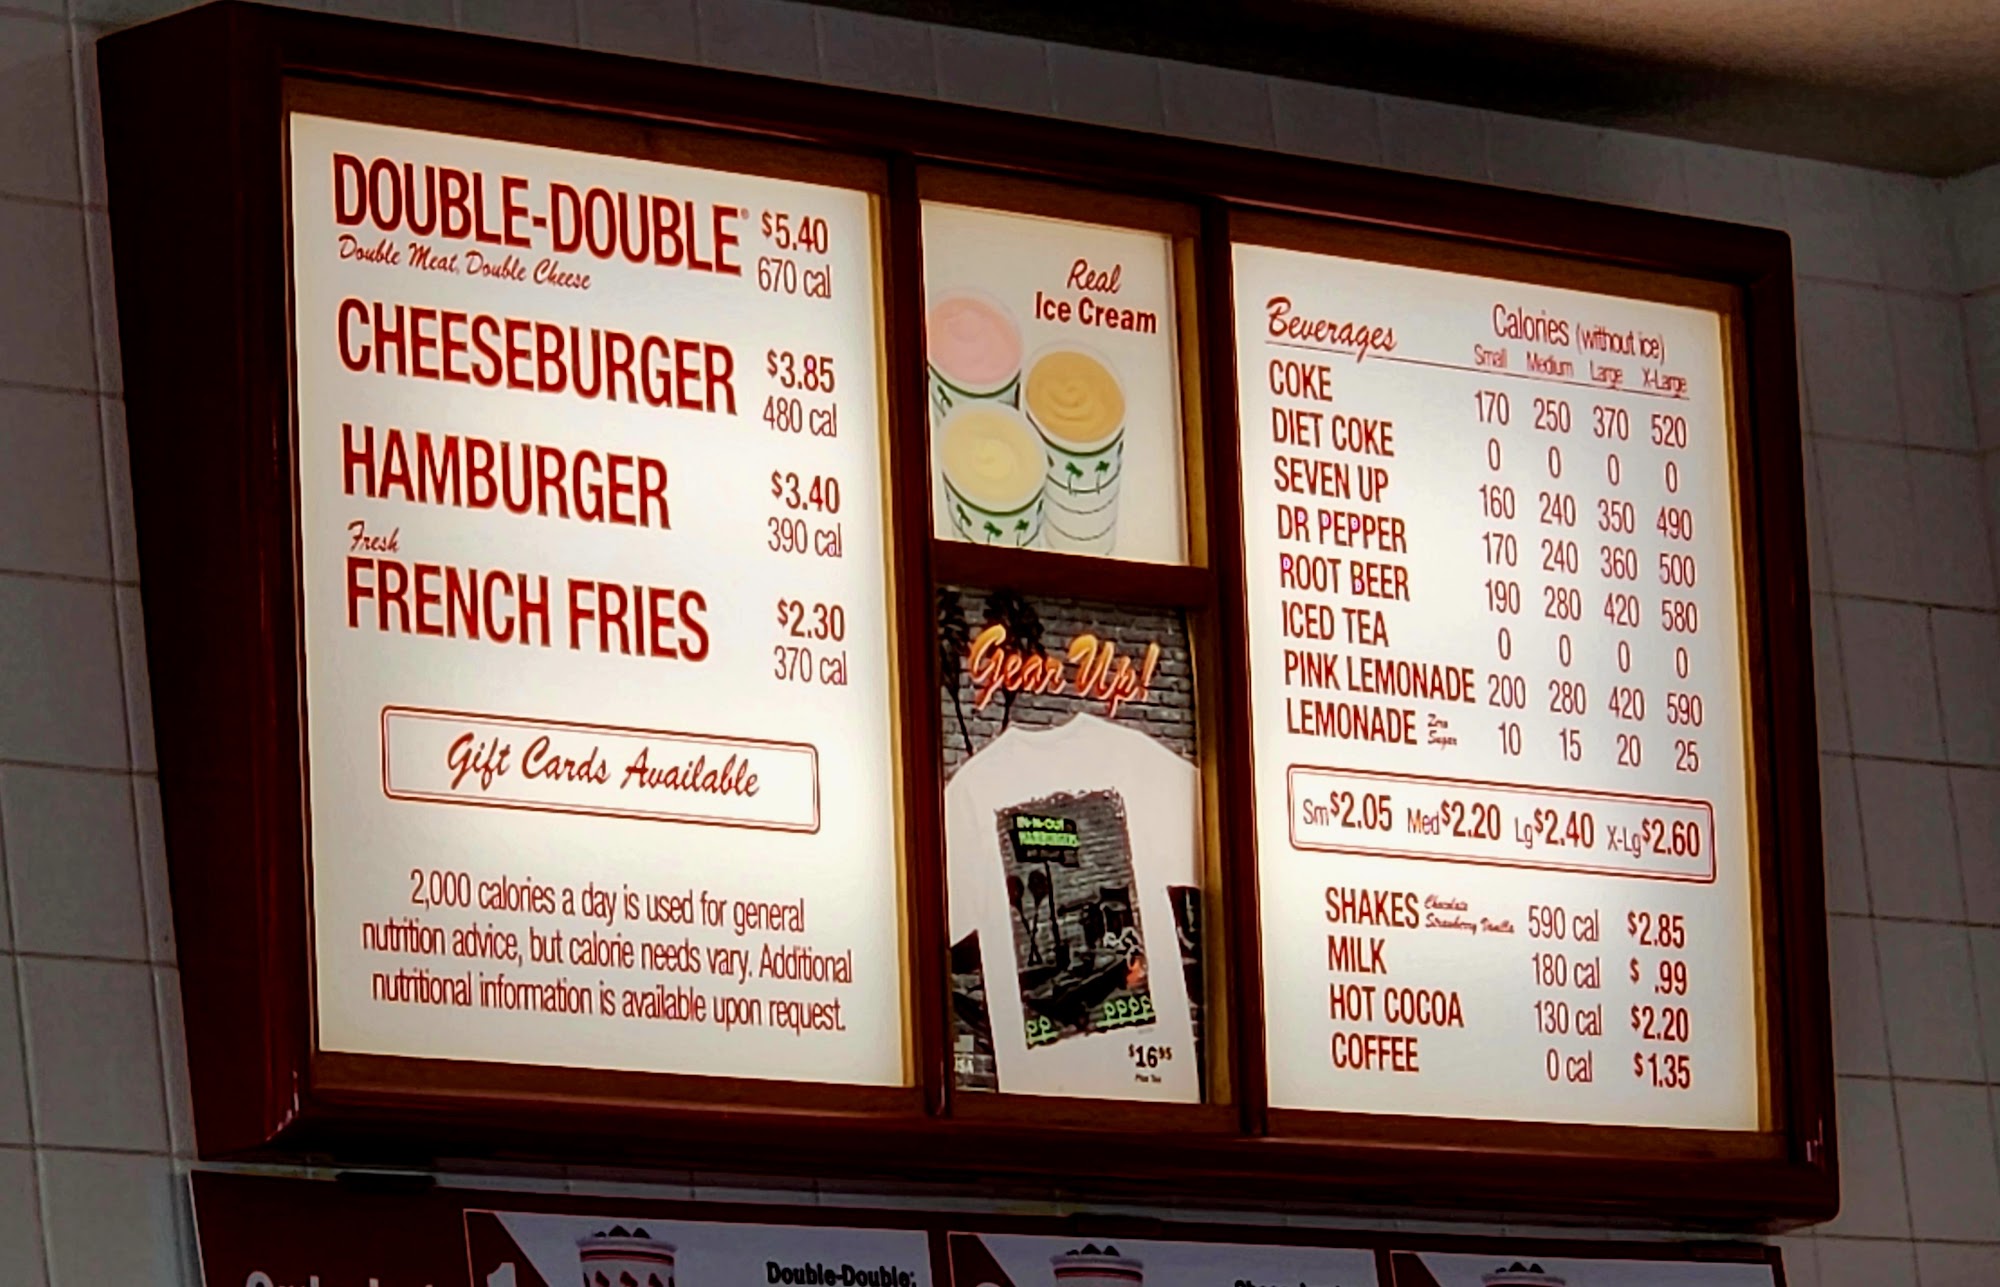 DOUBLE-DOUBLE® $5.40
Double Meat, Double Cheese 670 cal
CHEESEBURGER $3.85
480 cal
HAMBURGER $3.40
390 cal
Fresh
FRENCH FRIES $2.30
370 cal
Gift Cards Available
2,000 calories a day is used for general
nutrition advice, but calorie needs vary. Additional
nutritional information is available upon request.
Real
Ice Cream
Gear Up!
IN-N-OUT
HAMBURGERS
$16.95
Plus Tax
Beverages Calories (without ice)
Small Medium Large X-Large
COKE 170 250 370 520
DIET COKE 0 0 0 0
SEVEN UP 160 240 350 490
DR PEPPER 170 240 360 500
ROOT BEER 190 280 420 580
ICED TEA 0 0 0 0
PINK LEMONADE 200 280 420 590
LEMONADE Zero Sugar 10 15 20 25
Sm $2.05 Med $2.20 Lg $2.40 X-Lg $2.60
SHAKES Chocolate Strawberry Vanilla 590 cal $2.85
MILK 180 cal $ .99
HOT COCOA 130 cal $2.20
COFFEE 0 cal $1.35
1
Double-Double;